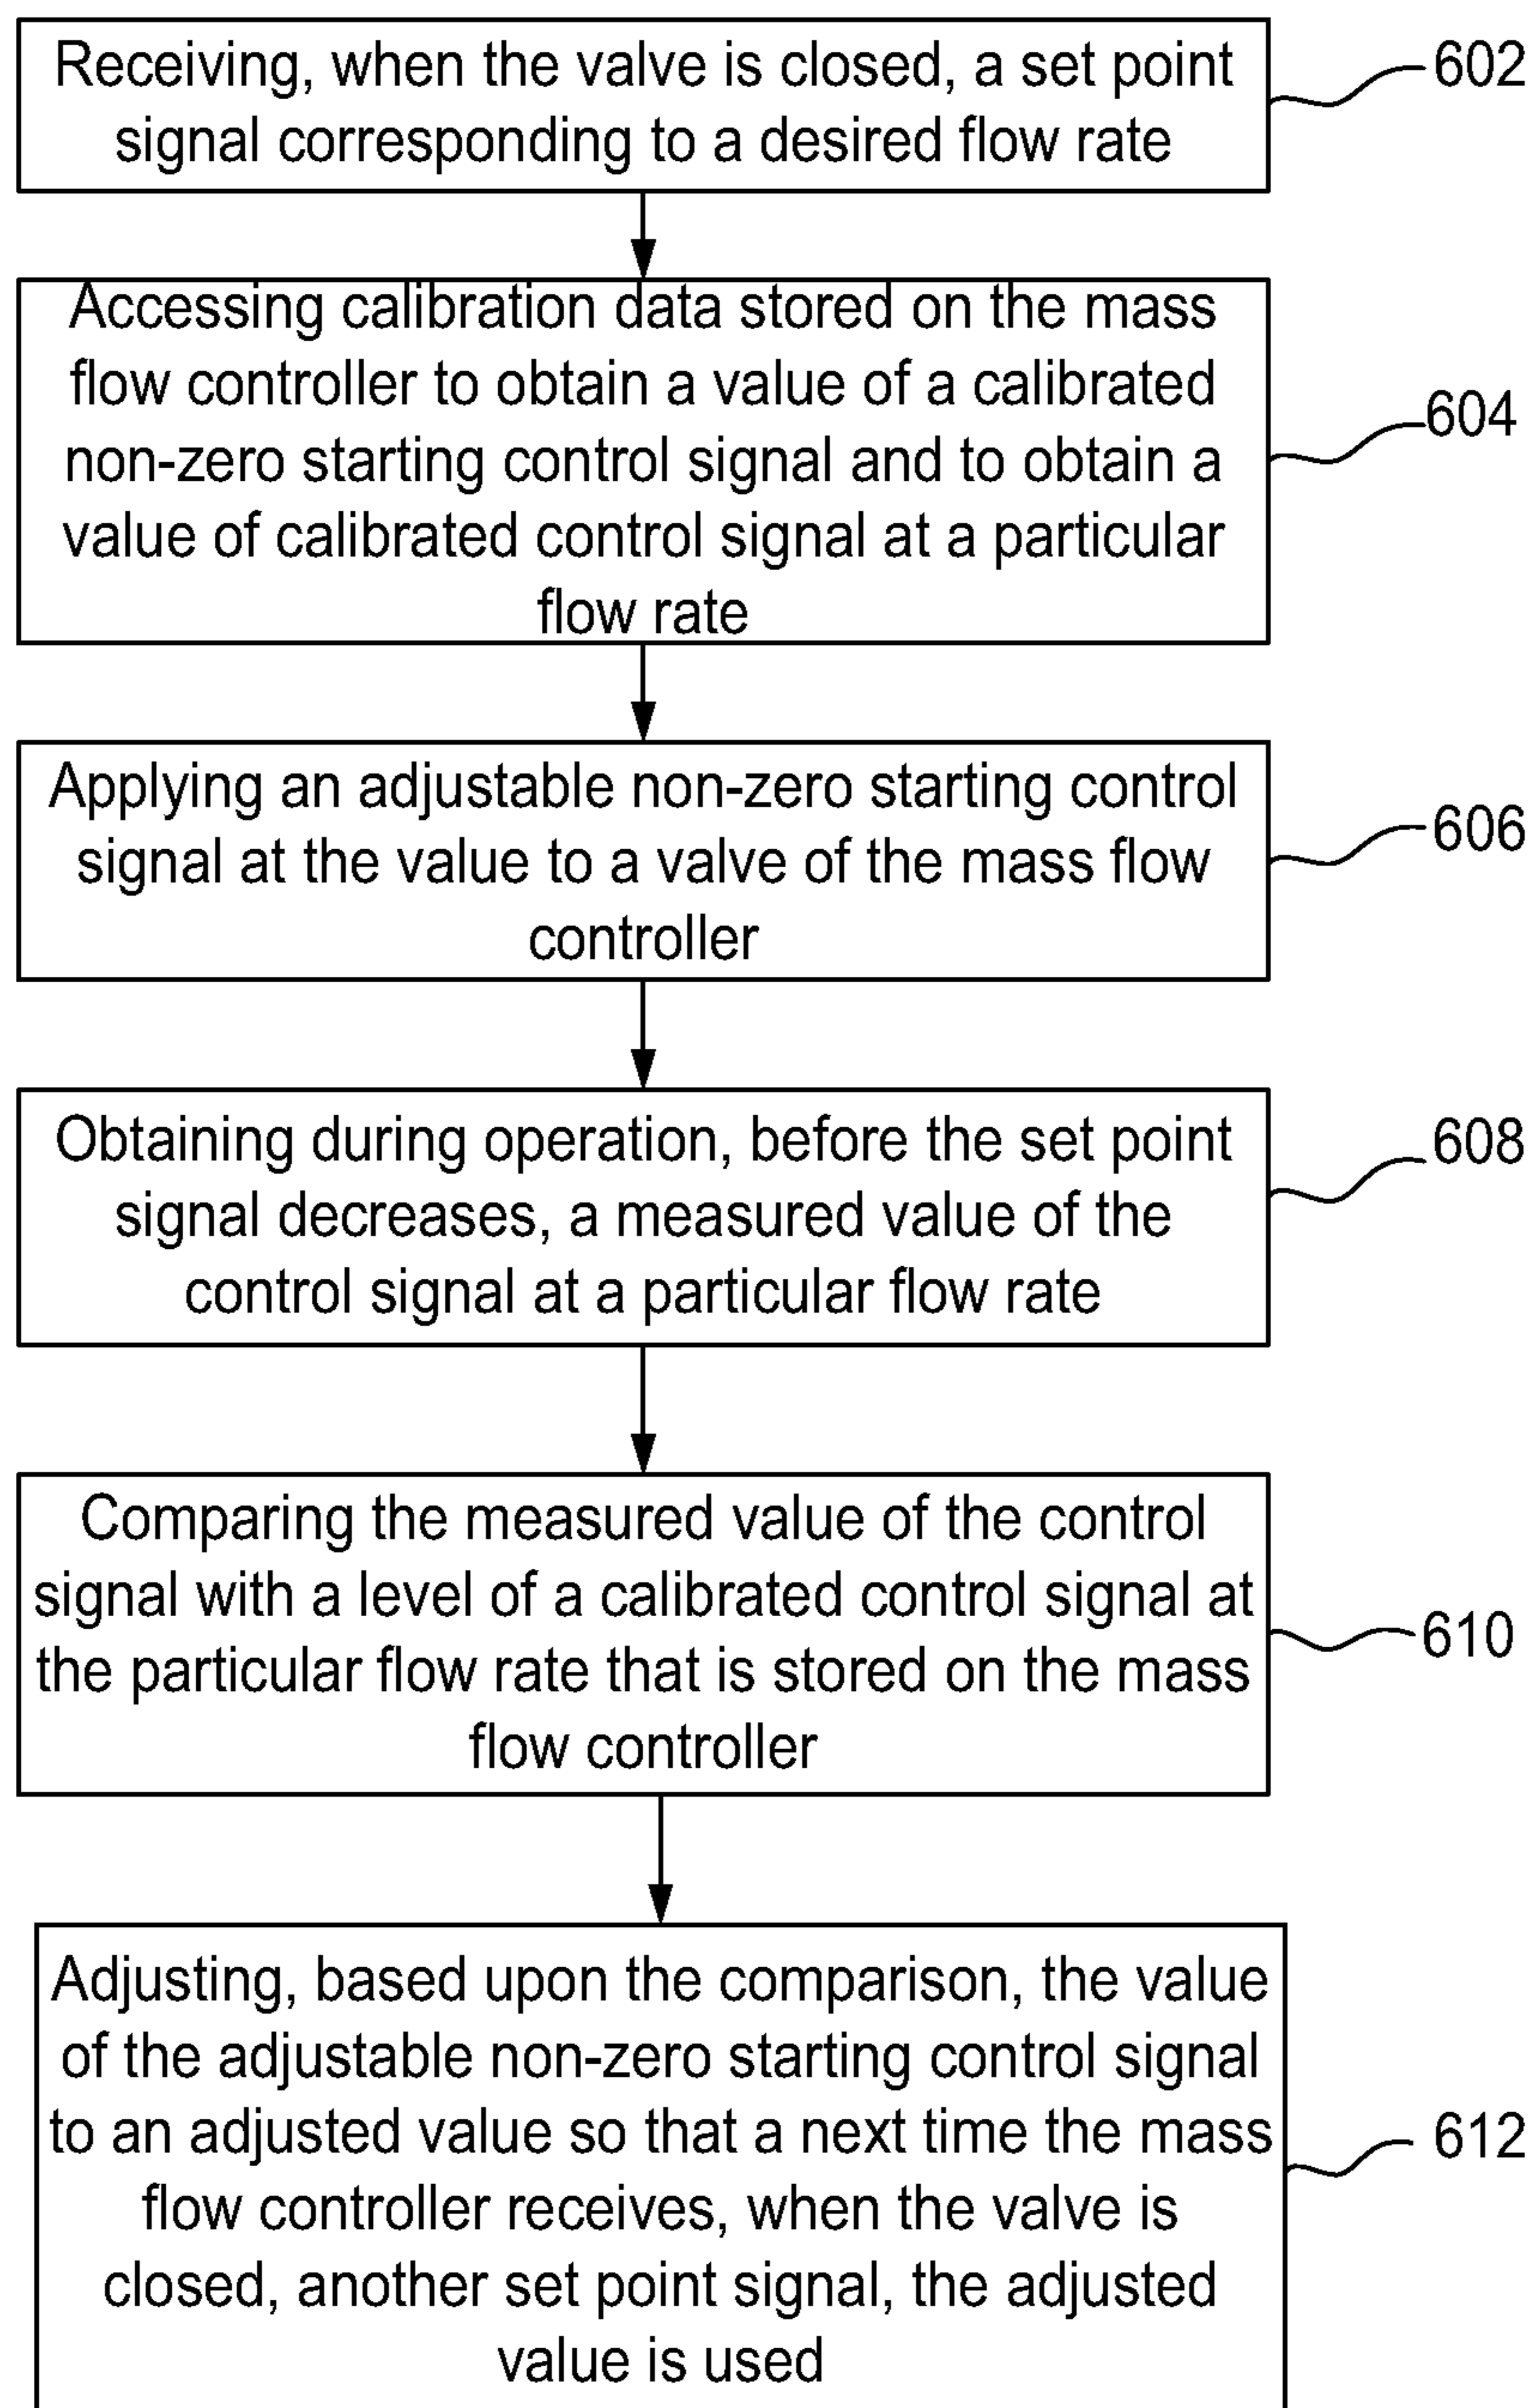 Receiving, when the valve is closed, a set point
signal corresponding to a desired flow rate
602
Accessing calibration data stored on the mass
flow controller to obtain a value of a calibrated
non-zero starting control signal and to obtain a
value of calibrated control signal at a particular
flow rate
604
Applying an adjustable non-zero starting control
signal at the value to a valve of the mass flow
controller
606
Obtaining during operation, before the set point
signal decreases, a measured value of the
control signal at a particular flow rate
608
Comparing the measured value of the control
signal with a level of a calibrated control signal at
the particular flow rate that is stored on the mass
flow controller
610
Adjusting, based upon the comparison, the value
of the adjustable non-zero starting control signal
to an adjusted value so that a next time the mass
flow controller receives, when the valve is
closed, another set point signal, the adjusted
value is used
612